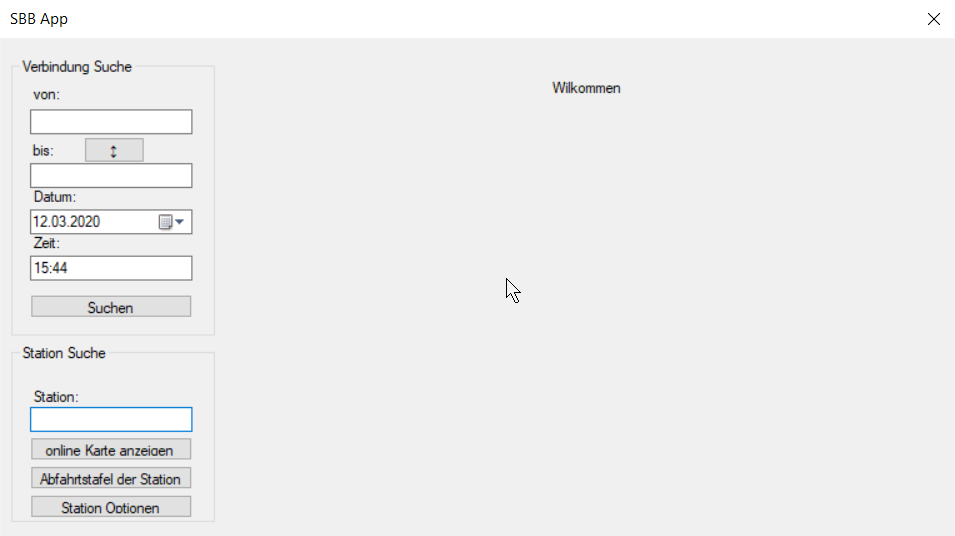 SBB App
Verbindung Suche
von:
bis:
↕
Datum:
12.03.2020
Zeit:
15:44
Suchen
Wilkommen
Station Suche
Station:
online Karte anzeigen
Abfahrtstafel der Station
Station Optionen